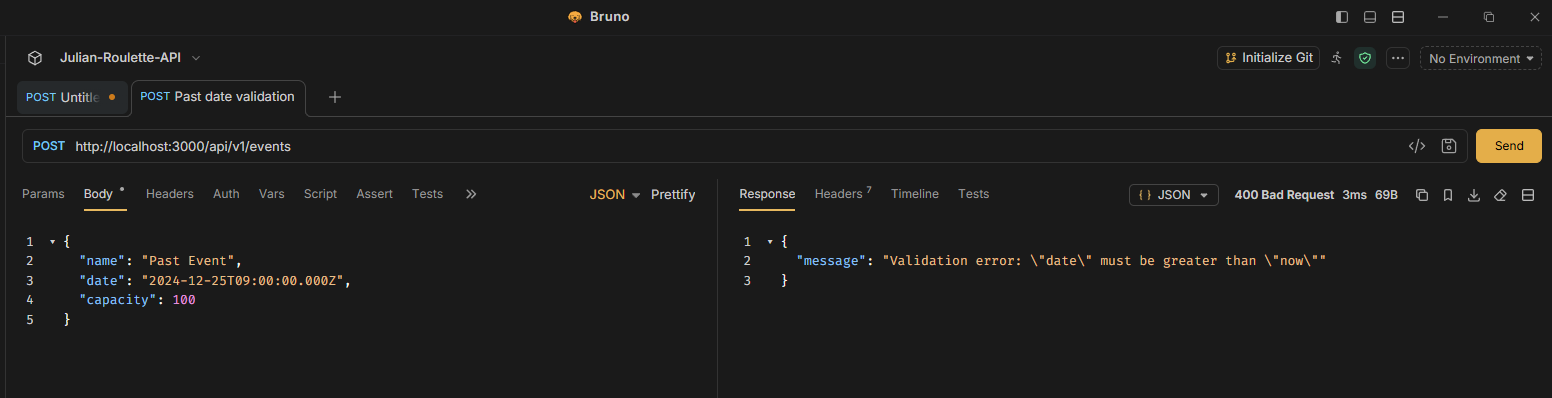 Bruno
Julian-Roulette-API
Initialize Git
No Environment
POST Untitle
POST Past date validation
POST http://localhost:3000/api/v1/events
</>
Send
Params Body Headers Auth Vars Script Assert Tests
JSON Prettify
Response Headers 7 Timeline Tests
{ } JSON 400 Bad Request 3ms 69B
1 {
2 "name": "Past Event",
3 "date": "2024-12-25T09:00:00.000Z",
4 "capacity": 100
5 }
1 {
2 "message": "Validation error: \"date\" must be greater than \"now\""
3 }